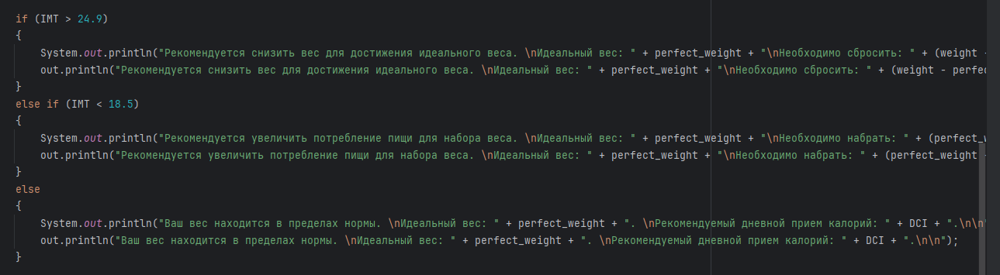 if (IMT > 24.9)
{
System.out.println("Рекомендуется снизить вес для достижения идеального веса. \nИдеальный вес: " + perfect_weight + "\nНеобходимо сбросить: " + (weight -
out.println("Рекомендуется снизить вес для достижения идеального веса. \nИдеальный вес: " + perfect_weight + "\nНеобходимо сбросить: " + (weight - perfec
}
else if (IMT < 18.5)
{
System.out.println("Рекомендуется увеличить потребление пищи для набора веса. \nИдеальный вес: " + perfect_weight + "\nНеобходимо набрать: " + (perfect_w
out.println("Рекомендуется увеличить потребление пищи для набора веса. \nИдеальный вес: " + perfect_weight + "\nНеобходимо набрать: " + (perfect_weight -
}
else
{
System.out.println("Ваш вес находится в пределах нормы. \nИдеальный вес: " + perfect_weight + ". \nРекомендуемый дневной прием калорий: " + DCI + ".\n\n"
out.println("Ваш вес находится в пределах нормы. \nИдеальный вес: " + perfect_weight + ". \nРекомендуемый дневной прием калорий: " + DCI + ".\n\n");
}